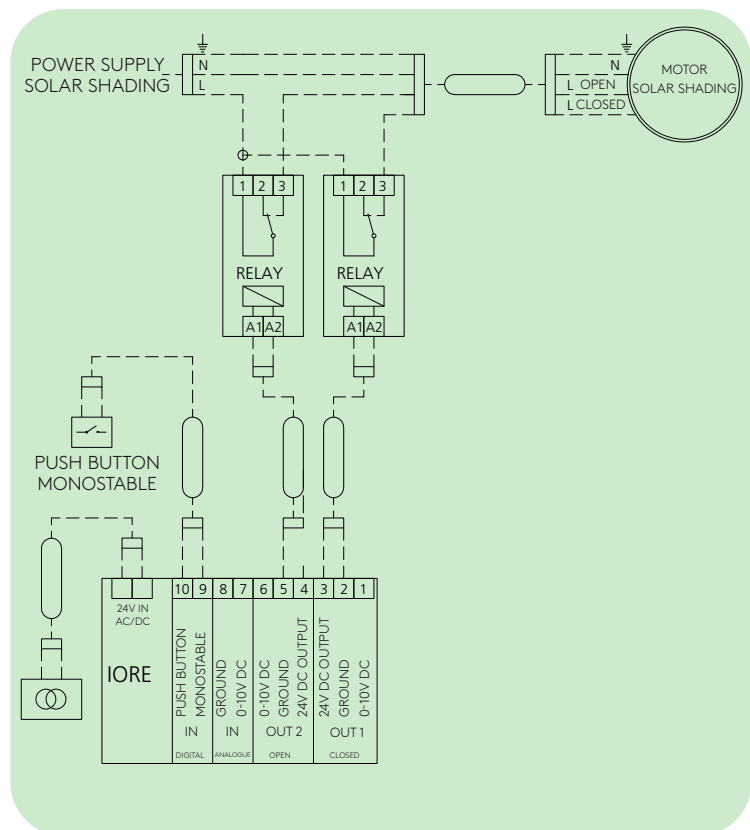 POWER SUPPLY
SOLAR SHADING
N
L
N
L OPEN
L CLOSED
MOTOR
SOLAR SHADING
1 2 3
RELAY
A1 A2
1 2 3
RELAY
A1 A2
PUSH BUTTON
MONOSTABLE
24V IN
AC/DC
IORE
10 9 8 7 6 5 4 3 2 1
PUSH BUTTON
MONOSTABLE
GROUND
0-10V DC
0-10V DC
GROUND
24V DC OUTPUT
24V DC OUTPUT
GROUND
0-10V DC
IN
IN
OUT 2
OUT 1
DIGITAL
ANALOGUE
OPEN
CLOSED